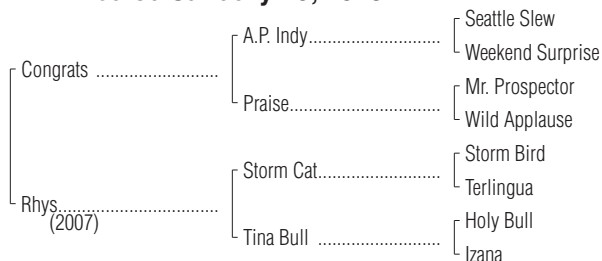 Seattle Slew
A.P. Indy
Weekend Surprise
Congrats
Mr. Prospector
Praise
Wild Applause
Storm Bird
Storm Cat
Terlingua
Rhys
(2007)
Holy Bull
Tina Bull
Izana